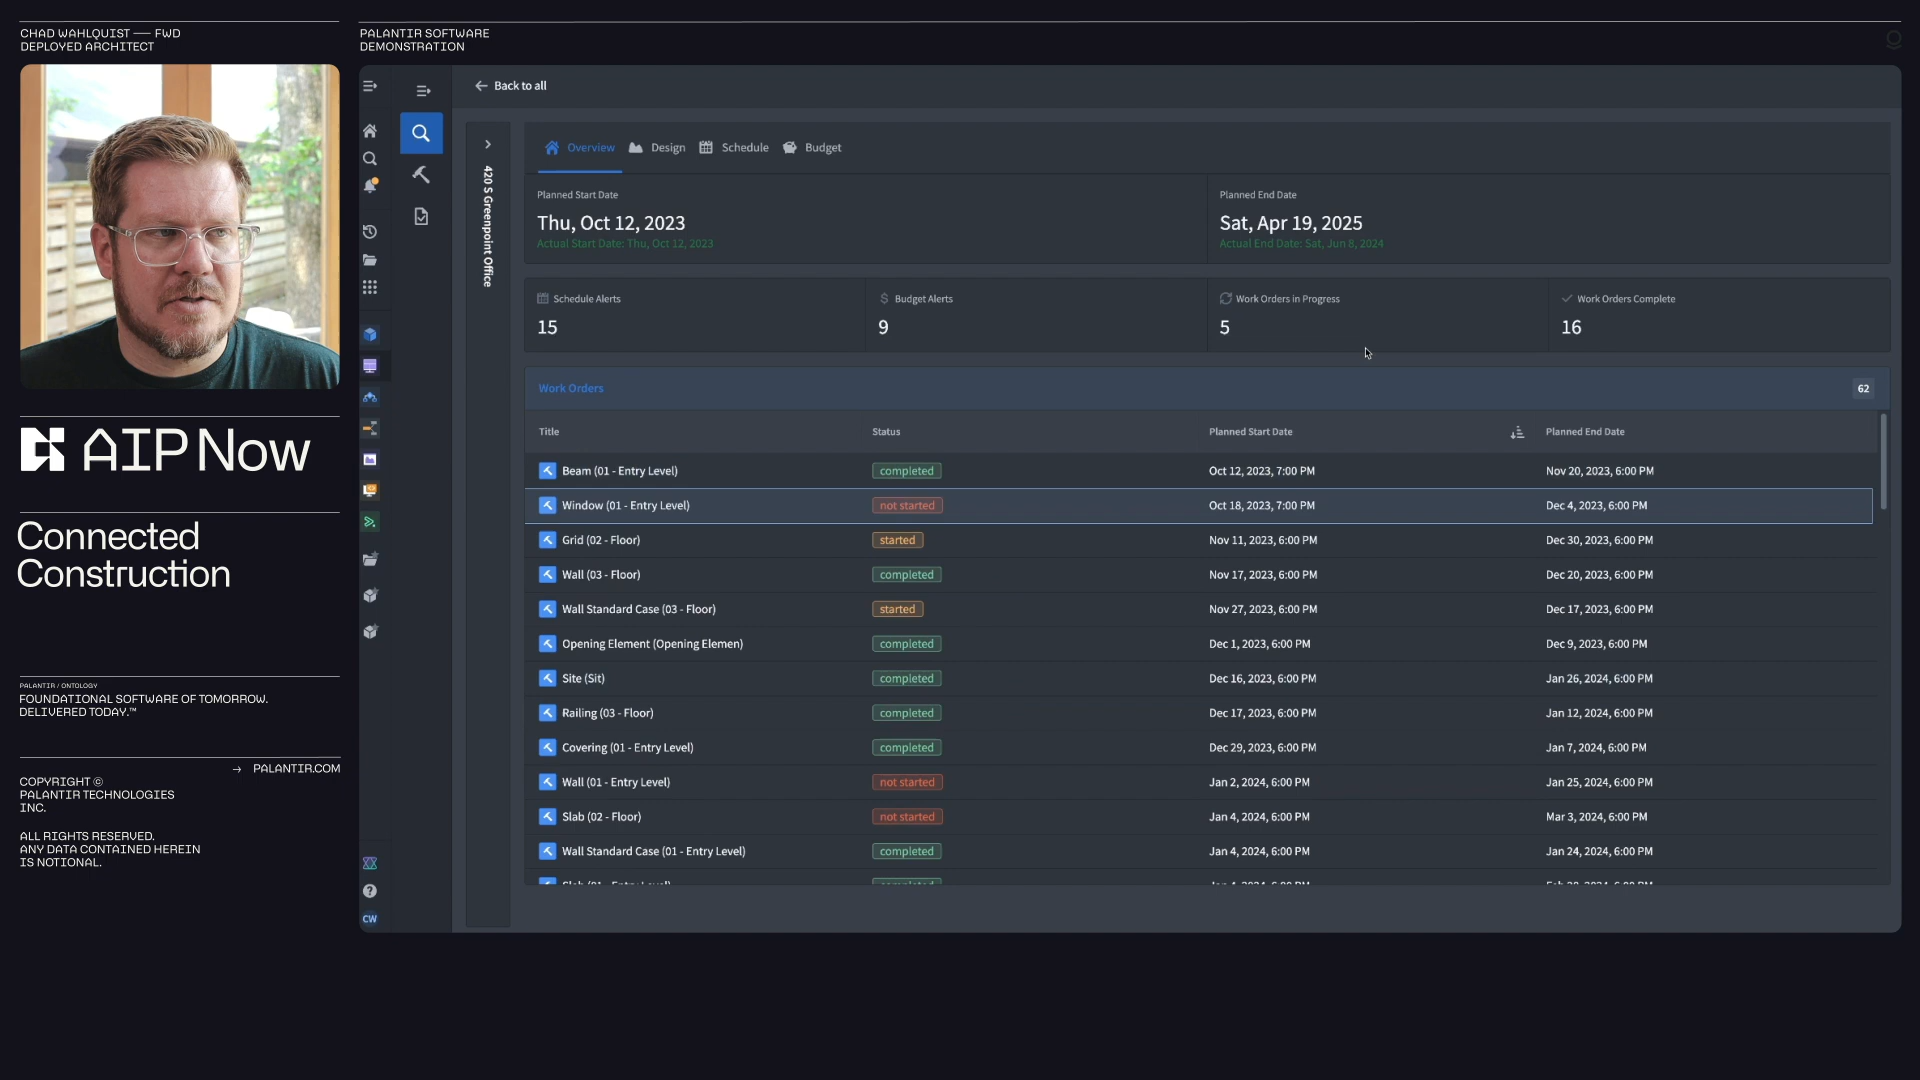 CHAD WAHLQUIST — FWD
DEPLOYED ARCHITECT
PALANTIR SOFTWARE
DEMONSTRATION
AIP Now
Connected
Construction
PALANTIR / ONTOLOGY
FOUNDATIONAL SOFTWARE OF TOMORROW.
DELIVERED TODAY.™
→ PALANTIR.COM
COPYRIGHT ©
PALANTIR TECHNOLOGIES
INC.
ALL RIGHTS RESERVED.
ANY DATA CONTAINED HEREIN
IS NOTIONAL.
CW
← Back to all
420 S Greenpoint Office
Overview Design Schedule Budget
Planned Start Date
Thu, Oct 12, 2023
Actual Start Date: Thu, Oct 12, 2023
Planned End Date
Sat, Apr 19, 2025
Actual End Date: Sat, Jun 8, 2024
Schedule Alerts
15
Budget Alerts
9
Work Orders in Progress
5
Work Orders Complete
16
Work Orders 62
Title Status Planned Start Date Planned End Date
Beam (01 - Entry Level) completed Oct 12, 2023, 7:00 PM Nov 20, 2023, 6:00 PM
Window (01 - Entry Level) not started Oct 18, 2023, 7:00 PM Dec 4, 2023, 6:00 PM
Grid (02 - Floor) started Nov 11, 2023, 6:00 PM Dec 30, 2023, 6:00 PM
Wall (03 - Floor) completed Nov 17, 2023, 6:00 PM Dec 20, 2023, 6:00 PM
Wall Standard Case (03 - Floor) started Nov 27, 2023, 6:00 PM Dec 17, 2023, 6:00 PM
Opening Element (Opening Elemen) completed Dec 1, 2023, 6:00 PM Dec 9, 2023, 6:00 PM
Site (Sit) completed Dec 16, 2023, 6:00 PM Jan 26, 2024, 6:00 PM
Railing (03 - Floor) completed Dec 17, 2023, 6:00 PM Jan 12, 2024, 6:00 PM
Covering (01 - Entry Level) completed Dec 29, 2023, 6:00 PM Jan 7, 2024, 6:00 PM
Wall (01 - Entry Level) not started Jan 2, 2024, 6:00 PM Jan 25, 2024, 6:00 PM
Slab (02 - Floor) not started Jan 4, 2024, 6:00 PM Mar 3, 2024, 6:00 PM
Wall Standard Case (01 - Entry Level) completed Jan 4, 2024, 6:00 PM Jan 24, 2024, 6:00 PM